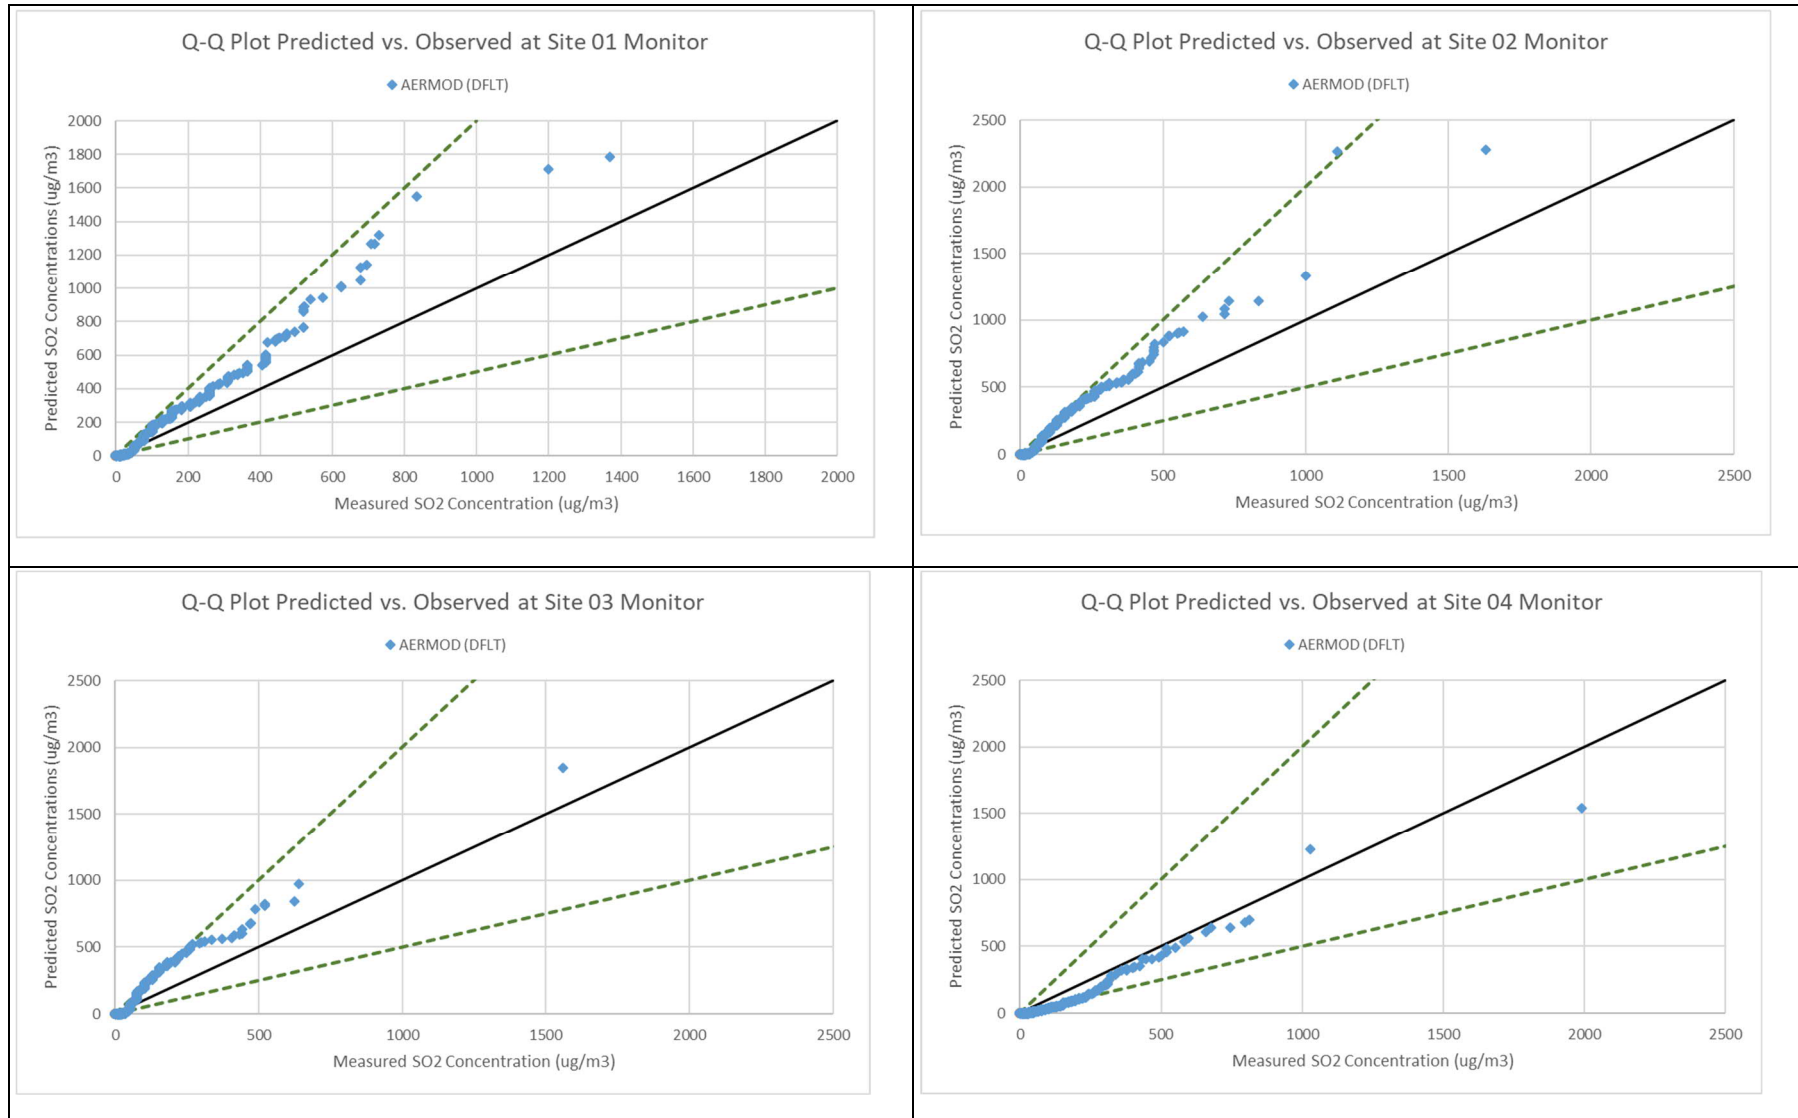 Q-Q Plot Predicted vs. Observed at Site 01 Monitor
AERMOD (DFLT)
Predicted SO2 Concentrations (ug/m3)
2000
1800
1600
1400
1200
1000
800
600
400
200
0
0 200 400 600 800 1000 1200 1400 1600 1800 2000
Measured SO2 Concentration (ug/m3)
Q-Q Plot Predicted vs. Observed at Site 02 Monitor
AERMOD (DFLT)
Predicted SO2 Concentrations (ug/m3)
2500
2000
1500
1000
500
0
0 500 1000 1500 2000 2500
Measured SO2 Concentration (ug/m3)
Q-Q Plot Predicted vs. Observed at Site 03 Monitor
AERMOD (DFLT)
Predicted SO2 Concentrations (ug/m3)
2500
2000
1500
1000
500
0
0 500 1000 1500 2000 2500
Measured SO2 Concentration (ug/m3)
Q-Q Plot Predicted vs. Observed at Site 04 Monitor
AERMOD (DFLT)
Predicted SO2 Concentrations (ug/m3)
2500
2000
1500
1000
500
0
0 500 1000 1500 2000 2500
Measured SO2 Concentration (ug/m3)